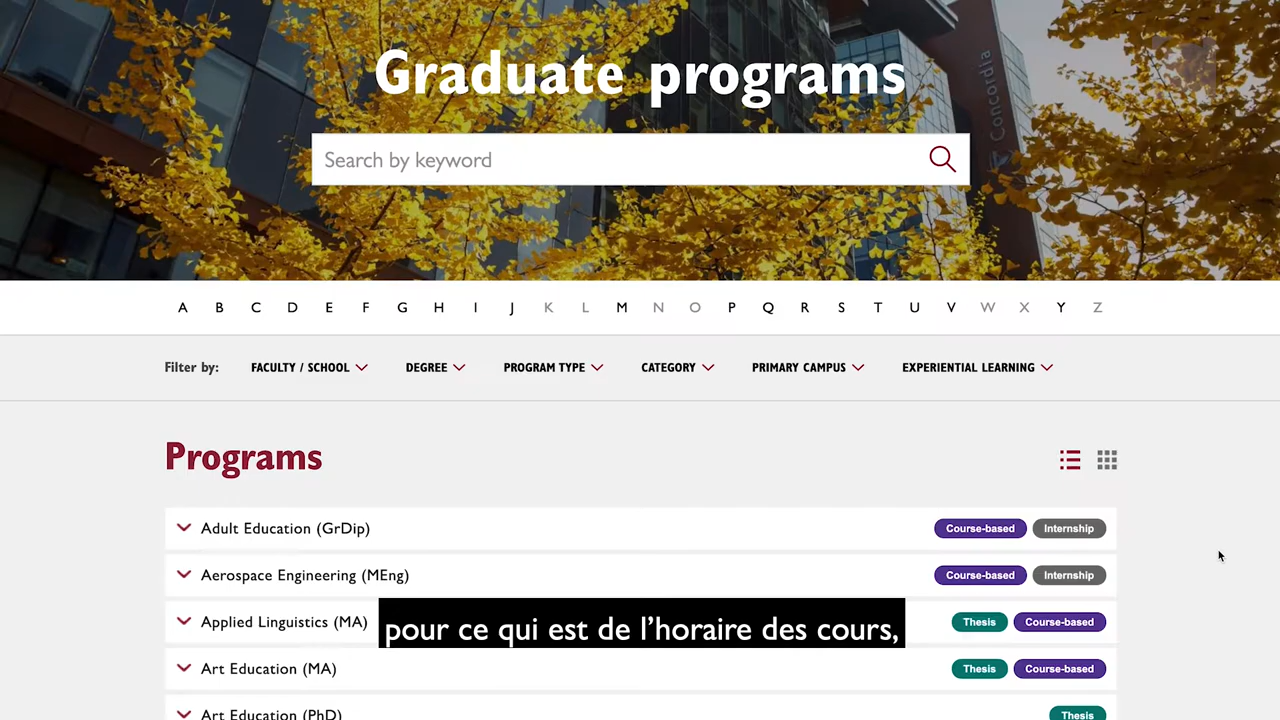 Graduate programs
Concordia
Search by keyword
A B C D E F G H I J K L M N O P Q R S T U V W X Y Z
Filter by: FACULTY / SCHOOL DEGREE PROGRAM TYPE CATEGORY PRIMARY CAMPUS EXPERIENTIAL LEARNING
Programs
Adult Education (GrDip) Course-based Internship
Aerospace Engineering (MEng) Course-based Internship
Applied Linguistics (MA) Thesis Course-based
pour ce qui est de l’horaire des cours,
Art Education (MA) Thesis Course-based
Art Education (PhD) Thesis